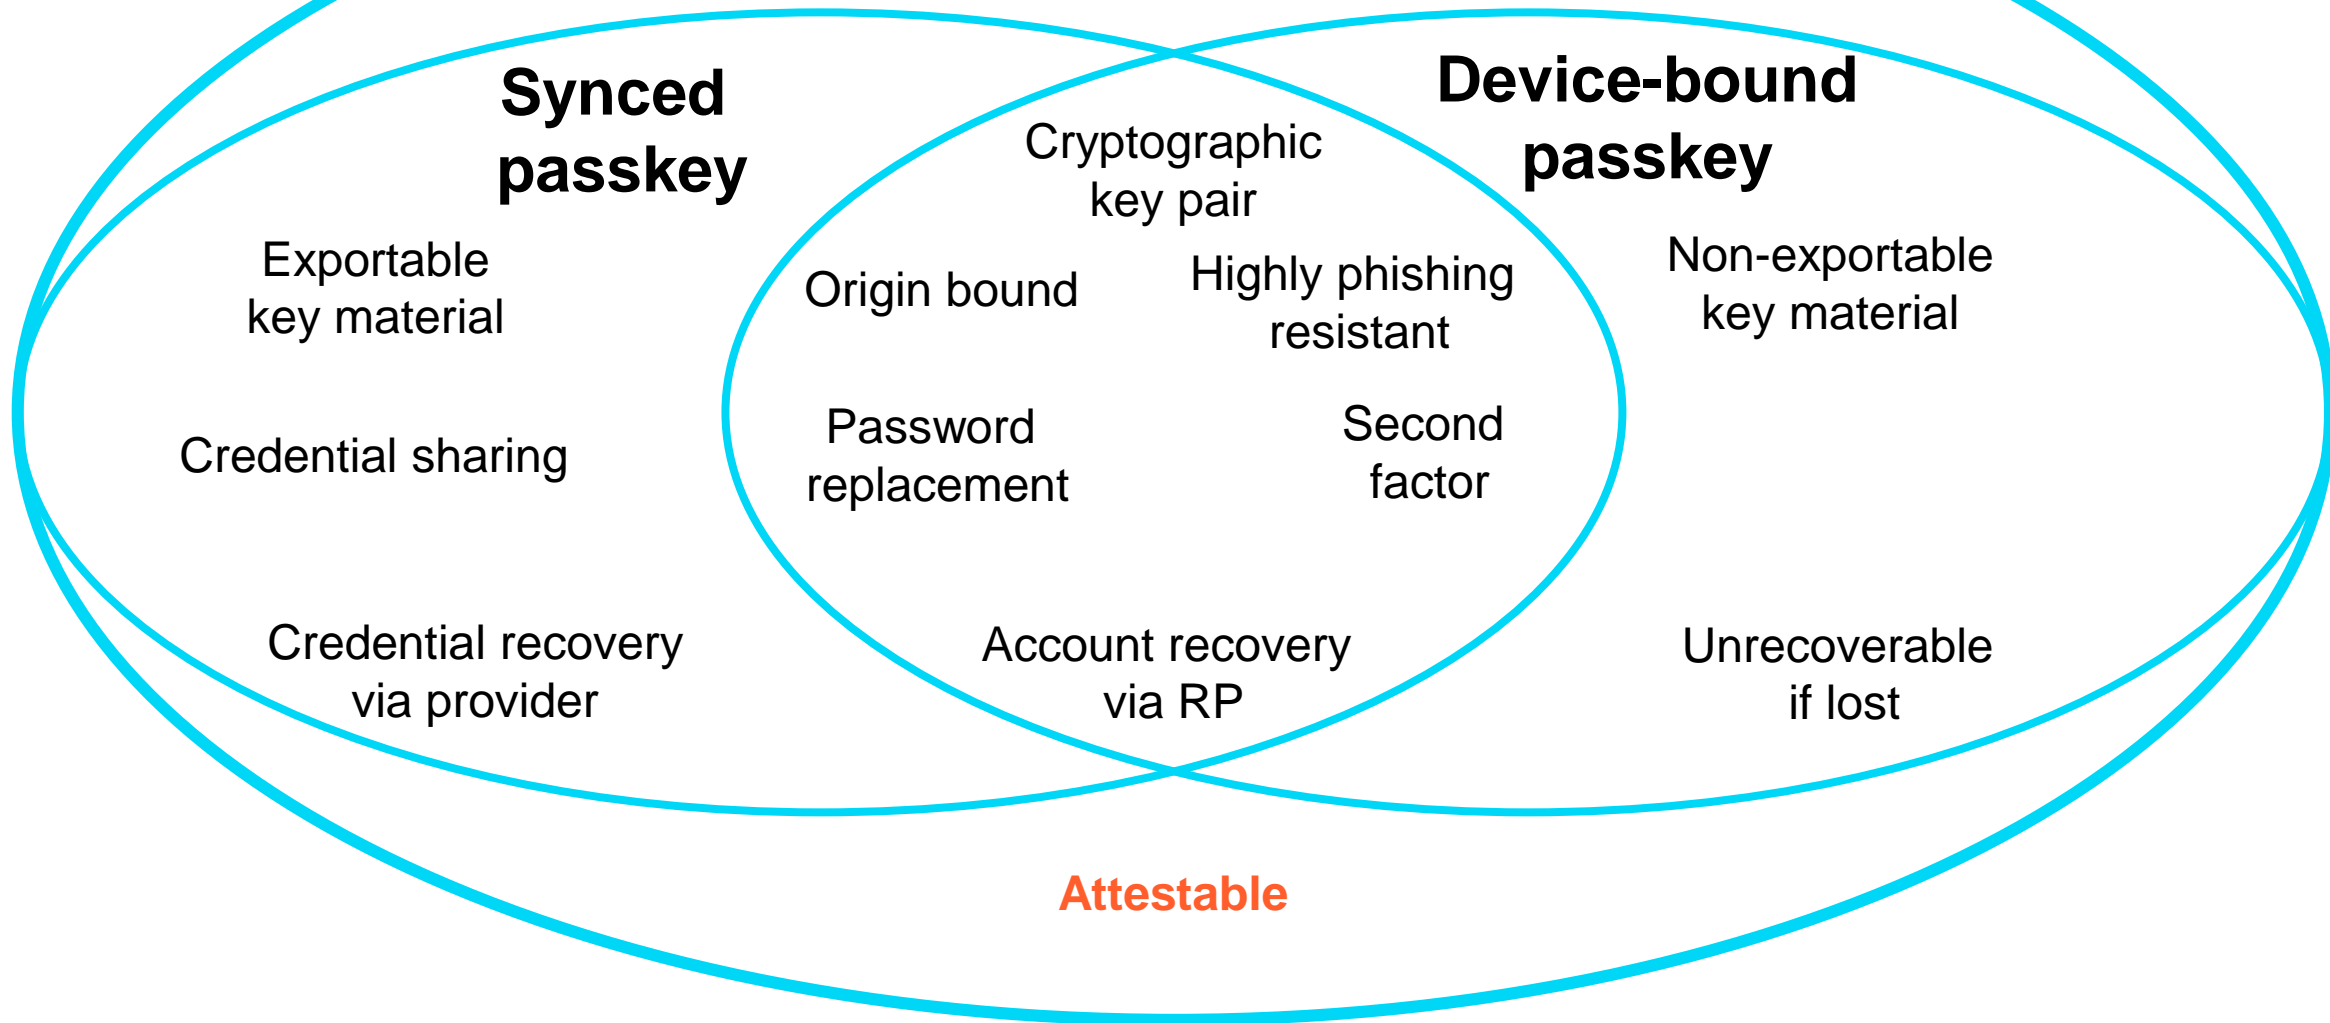 Synced
passkey
Exportable
key material
Credential sharing
Credential recovery
via provider
Cryptographic
key pair
Origin bound
Highly phishing
resistant
Password
replacement
Second
factor
Account recovery
via RP
Device-bound
passkey
Non-exportable
key material
Unrecoverable
if lost
Attestable